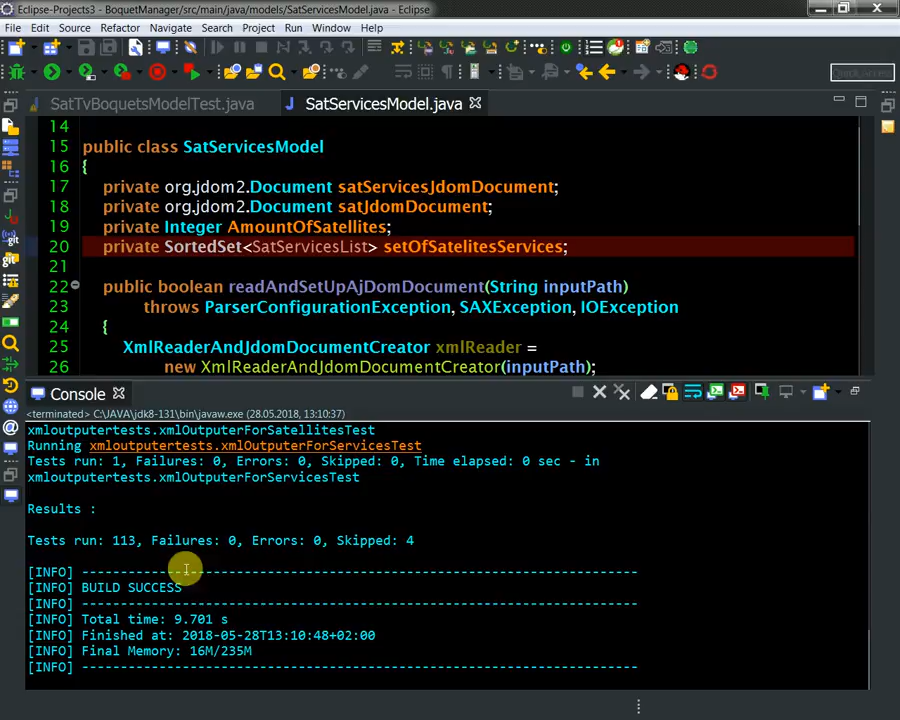 Eclipse-Projects3 - BoquetManager/src/main/java/models/SatServicesModel.java - Eclipse
File Edit Source Refactor Navigate Search Project Run Window Help
Quick Access
SatTvBoquetsModelTest.java SatServicesModel.java
14
15 public class SatServicesModel
16 {
17 private org.jdom2.Document satServicesJdomDocument;
18 private org.jdom2.Document satJdomDocument;
19 private Integer AmountOfSatellites;
20 private SortedSet<SatServicesList> setOfSatelitesServices;
21
22 public boolean readAndSetUpAjDomDocument(String inputPath)
23 throws ParserConfigurationException, SAXException, IOException
24 {
25 XmlReaderAndJdomDocumentCreator xmlReader =
26 new XmlReaderAndJdomDocumentCreator(inputPath);
Console
<terminated> C:\JAVA\jdk8-131\bin\javaw.exe (28.05.2018, 13:10:37)
xmloutputertests.xmlOutputerForSatellitesTest
Running xmloutputertests.xmlOutputerForServicesTest
Tests run: 1, Failures: 0, Errors: 0, Skipped: 0, Time elapsed: 0 sec - in
xmloutputertests.xmlOutputerForServicesTest
Results :
Tests run: 113, Failures: 0, Errors: 0, Skipped: 4
[INFO] ------------------------------------------------------------------------
[INFO] BUILD SUCCESS
[INFO] ------------------------------------------------------------------------
[INFO] Total time: 9.701 s
[INFO] Finished at: 2018-05-28T13:10:48+02:00
[INFO] Final Memory: 16M/235M
[INFO] ------------------------------------------------------------------------